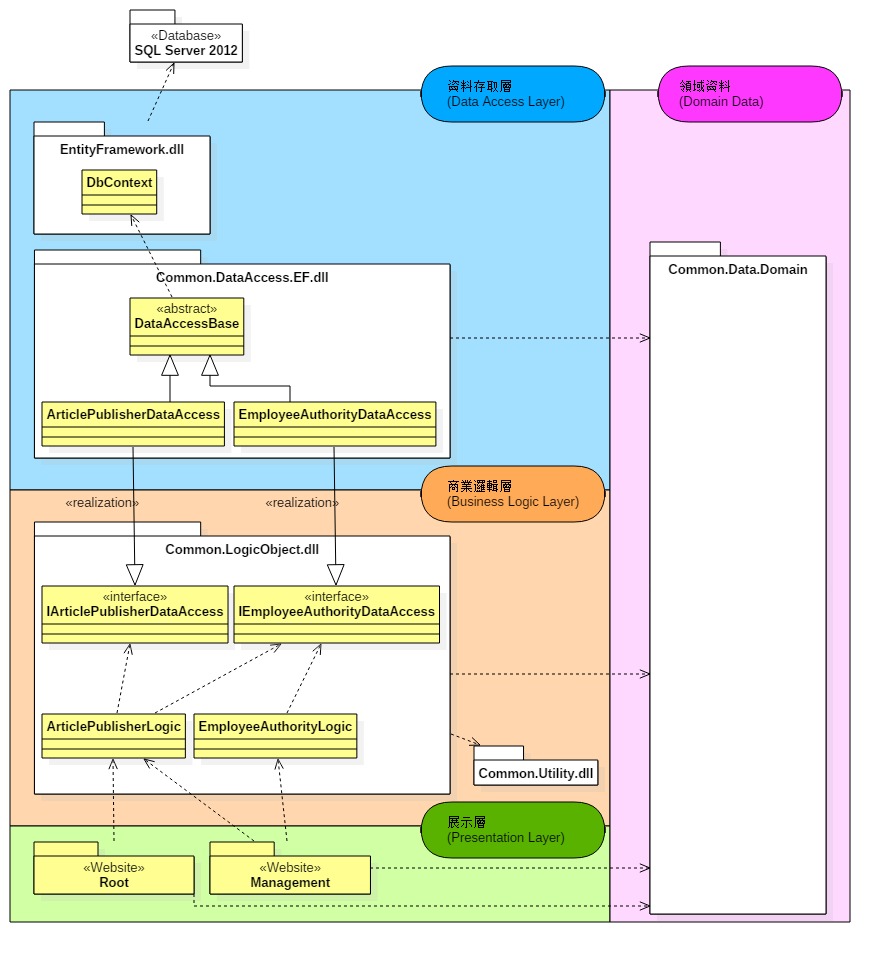 «Database»
SQL Server 2012
資料存取層
(Data Access Layer)
領域資料
(Domain Data)
EntityFramework.dll
DbContext
Common.DataAccess.EF.dll
«abstract»
DataAccessBase
Common.Data.Domain
ArticlePublisherDataAccess
EmployeeAuthorityDataAccess
商業邏輯層
(Business Logic Layer)
«realization»
«realization»
Common.LogicObject.dll
«interface»
IArticlePublisherDataAccess
«interface»
IEmployeeAuthorityDataAccess
ArticlePublisherLogic
EmployeeAuthorityLogic
Common.Utility.dll
展示層
(Presentation Layer)
«Website»
Root
«Website»
Management